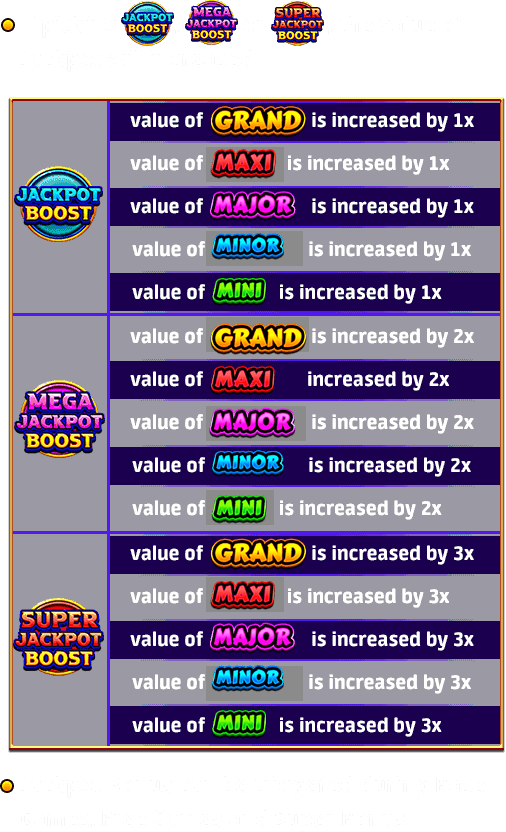 JACKPOT BOOST MEGA JACKPOT BOOST SUPER JACKPOT BOOST
JACKPOT BOOST
value of GRAND is increased by 1x
value of MAXI is increased by 1x
value of MAJOR is increased by 1x
value of MINOR is increased by 1x
value of MINI is increased by 1x
MEGA JACKPOT BOOST
value of GRAND is increased by 2x
value of MAXI increased by 2x
value of MAJOR is increased by 2x
value of MINOR is increased by 2x
value of MINI is increased by 2x
SUPER JACKPOT BOOST
value of GRAND is increased by 3x
value of MAXI is increased by 3x
value of MAJOR is increased by 3x
value of MINOR is increased by 3x
value of MINI is increased by 3x